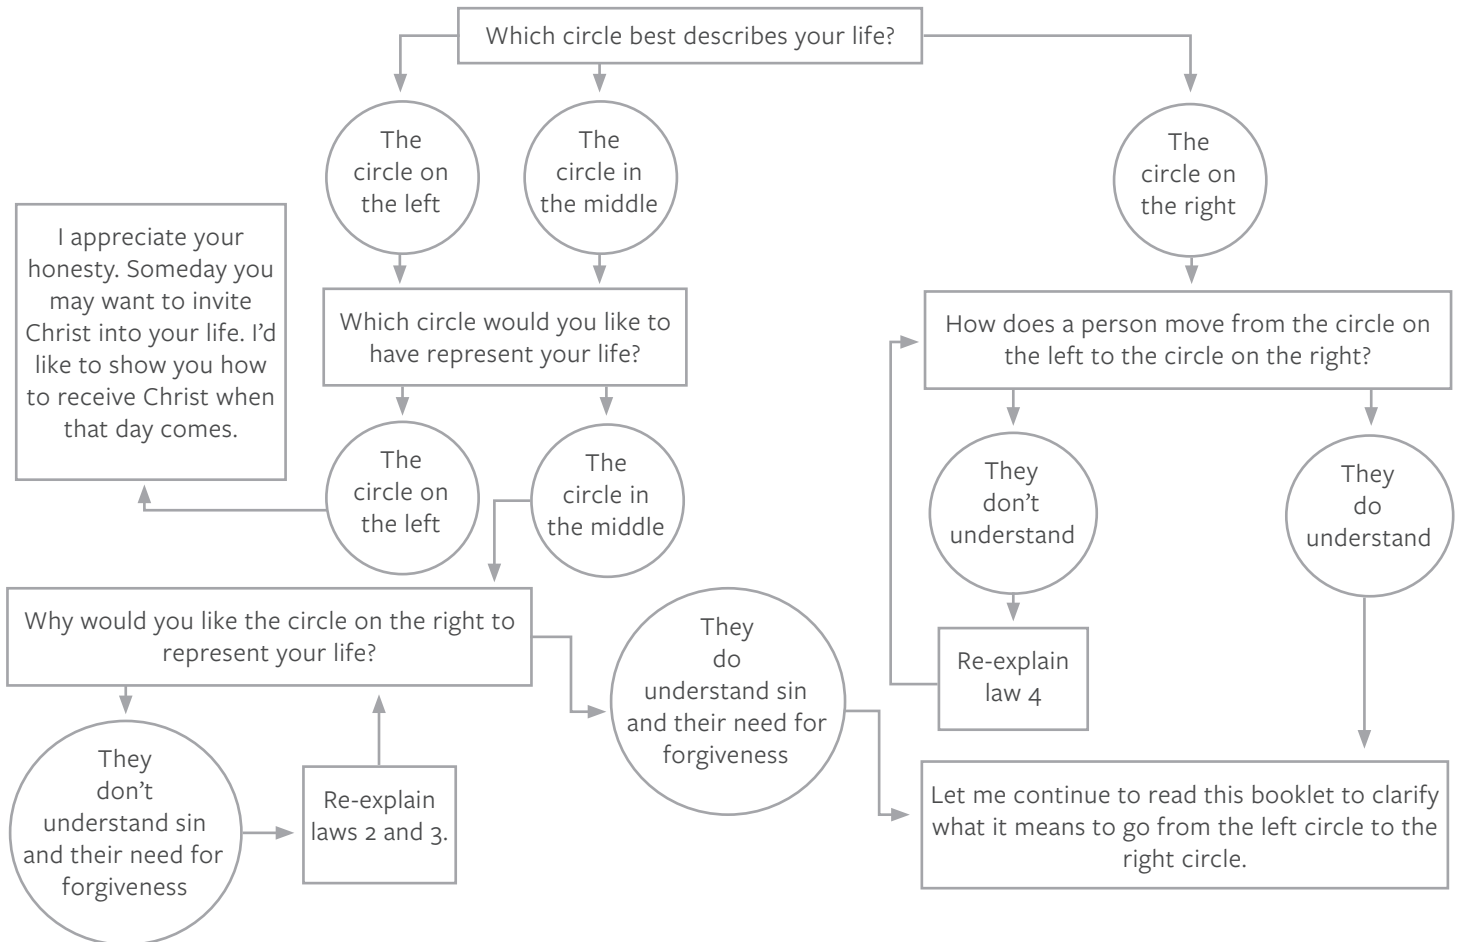 Which circle best describes your life?
The
circle on
the left
The
circle in
the middle
The
circle on
the right
I appreciate your
honesty. Someday you
may want to invite
Christ into your life. I’d
like to show you how
to receive Christ when
that day comes.
Which circle would you like to
have represent your life?
How does a person move from the circle on
the left to the circle on the right?
The
circle on
the left
The
circle in
the middle
They
don’t
understand
They
do
understand
Why would you like the circle on the right to
represent your life?
They
do
understand sin
and their need for
forgiveness
Re-explain
law 4
They
don’t
understand sin
and their need for
forgiveness
Re-explain
laws 2 and 3.
Let me continue to read this booklet to clarify
what it means to go from the left circle to the
right circle.